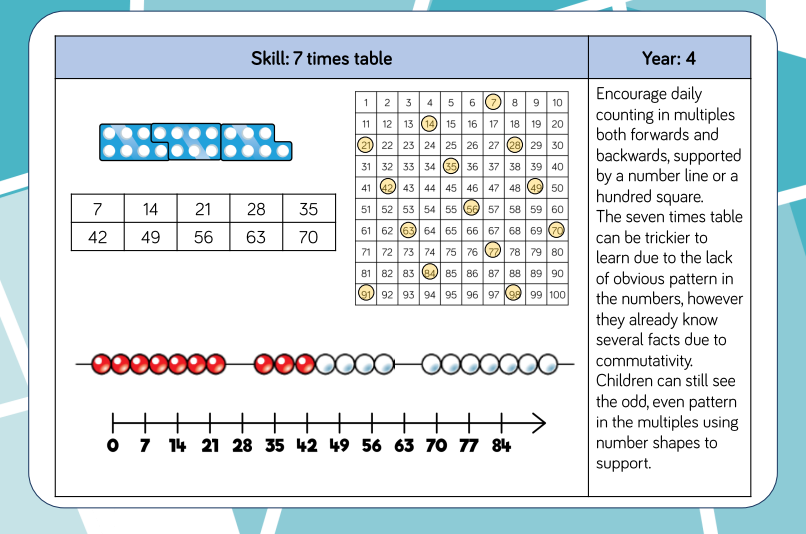 Skill: 7 times table
Year: 4
1 2 3 4 5 6 7 8 9 10
11 12 13 14 15 16 17 18 19 20
21 22 23 24 25 26 27 28 29 30
31 32 33 34 35 36 37 38 39 40
41 42 43 44 45 46 47 48 49 50
51 52 53 54 55 56 57 58 59 60
61 62 63 64 65 66 67 68 69 70
71 72 73 74 75 76 77 78 79 80
81 82 83 84 85 86 87 88 89 90
91 92 93 94 95 96 97 98 99 100
7 14 21 28 35
42 49 56 63 70
0 7 14 21 28 35 42 49 56 63 70 77 84
Encourage daily
counting in multiples
both forwards and
backwards, supported
by a number line or a
hundred square.
The seven times table
can be trickier to
learn due to the lack
of obvious pattern in
the numbers, however
they already know
several facts due to
commutativity.
Children can still see
the odd, even pattern
in the multiples using
number shapes to
support.